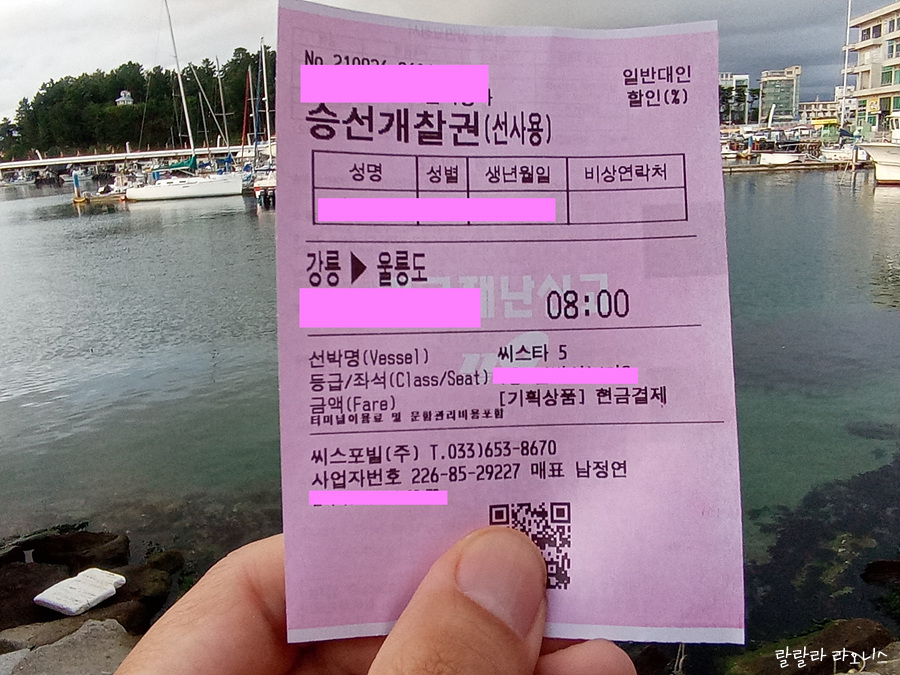 일반대인
할인(%)
승선개찰권(선사용)
성명 성별 생년월일 비상연락처
강릉 ▶ 울릉도
08:00
선박명(Vessel) 씨스타 5
등급/좌석(Class/Seat)
금액(Fare) [기획상품] 현금결제
터미널이용료 및 문항관리비용포함
씨스포빌(주) T.033)653-8670
사업자번호 226-85-29227 매표 남정연
랄랄라 라오니스